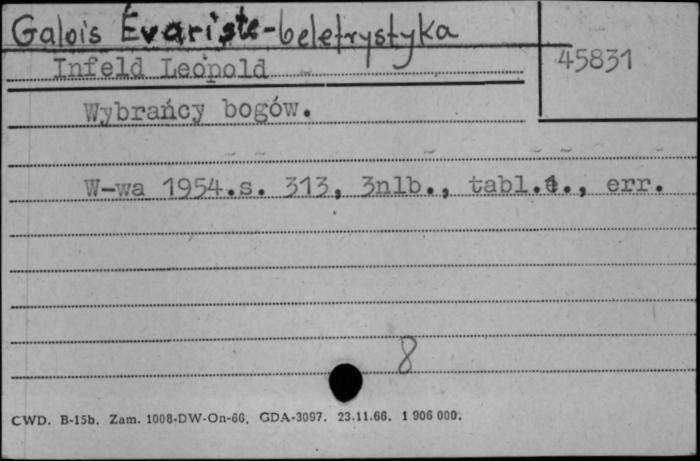 Galois Évariste-beletrystyka
45831
Infeld Leopold
Wybrańcy bogów.
W-wa 1954.s. 313, 3nlb., tabl.1., err.
8
CWD. B-15b. Zam. 1008-DW-On-66. GDA-3097. 23.11.66. 1 906 000.